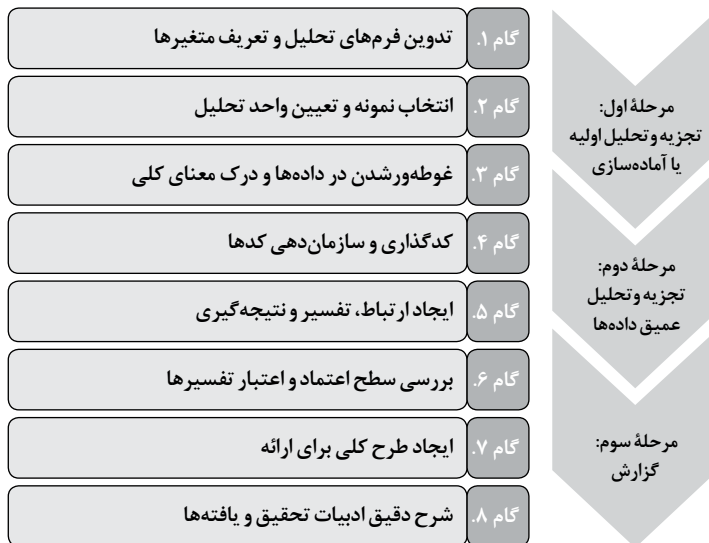 گام ۱. تدوین فرم‌های تحلیل و تعریف متغیرها
گام ۲. انتخاب نمونه و تعیین واحد تحلیل
گام ۳. غوطه‌ورشدن در داده‌ها و درک معنای کلی
گام ۴. کدگذاری و سازمان‌دهی کدها
گام ۵. ایجاد ارتباط، تفسیر و نتیجه‌گیری
گام ۶. بررسی سطح اعتماد و اعتبار تفسیرها
گام ۷. ایجاد طرح کلی برای ارائه
گام ۸. شرح دقیق ادبیات تحقیق و یافته‌ها
مرحلهٔ اول:
تجزیه‌وتحلیل اولیه
یا آماده‌سازی
مرحلهٔ دوم:
تجزیه‌وتحلیل
عمیق داده‌ها
مرحلهٔ سوم:
گزارش